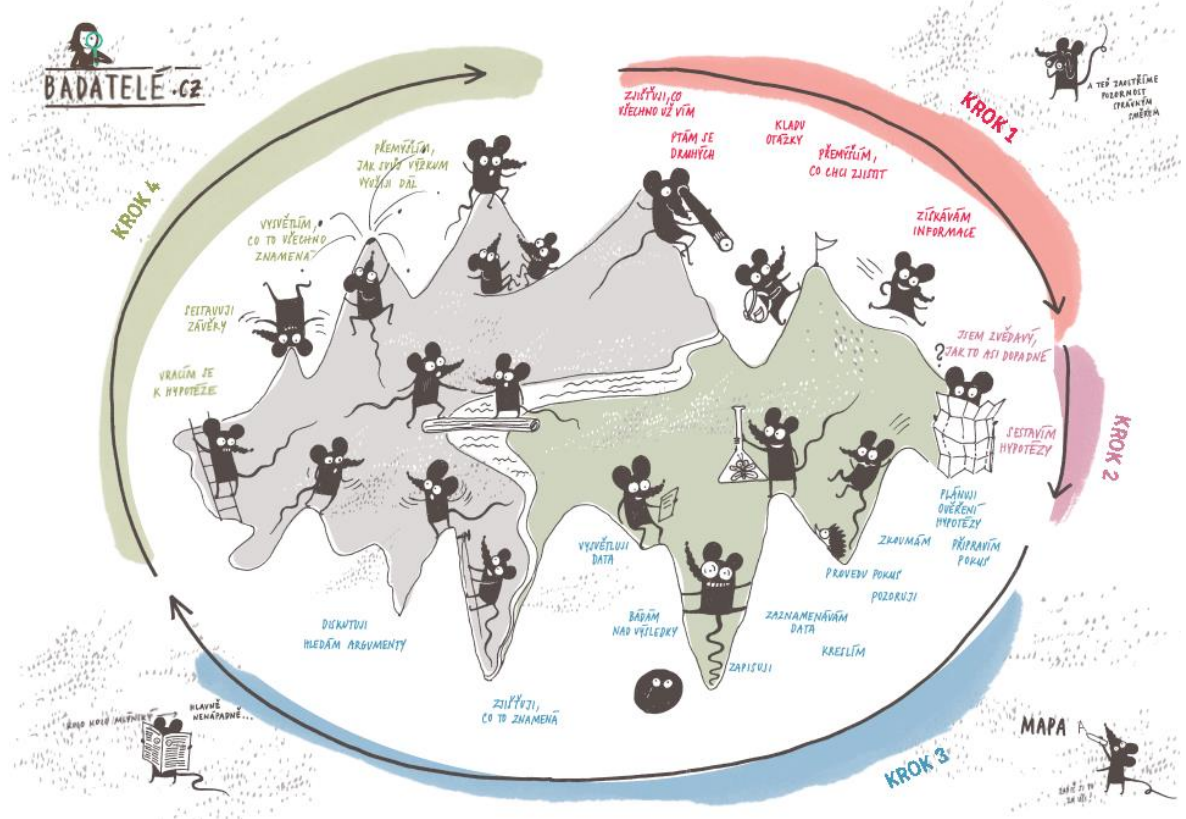 BADATELÉ.CZ
A TEĎ ZAOSTŘÍME
POZORNOST
SPRÁVNÝM
SMĚREM
KROK 1
ZJIŠŤUJI, CO
VŠECHNO UŽ VÍM
PTÁM SE
DRUHÝCH
KLADU
OTÁZKY
PŘEMÝŠLÍM,
CO CHCI ZJISTIT
ZÍSKÁVÁM
INFORMACE
KROK 2
?
JSEM ZVĚDAVÝ,
JAK TO ASI DOPADNE
SESTAVÍM
HYPOTÉZY
KROK 3
PLÁNUJI
OVĚŘENÍ
HYPOTÉZY
PŘIPRAVÍM
POKUS
ZKOUMÁM
PROVEDU POKUS
POZORUJI
ZAZNAMENÁVÁM
DATA
KRESLÍM
ZAPISUJI
VYSVĚTLUJI
DATA
BÁDÁM
NAD VÝSLEDKY
ZJIŠŤUJI,
CO TO ZNAMENÁ
DISKUTUJI
HLEDÁM ARGUMENTY
KROK 4
VRACÍM SE
K HYPOTÉZE
SESTAVUJI
ZÁVĚRY
VYSVĚTLÍM,
CO TO VŠECHNO
ZNAMENÁ
PŘEMÝŠLÍM,
JAK SVŮJ VÝZKUM
VYUŽIJI DÁL
KOLO KOLO MLÝNSKÝ
HLAVNĚ
NENÁPADNĚ...
MAPA A